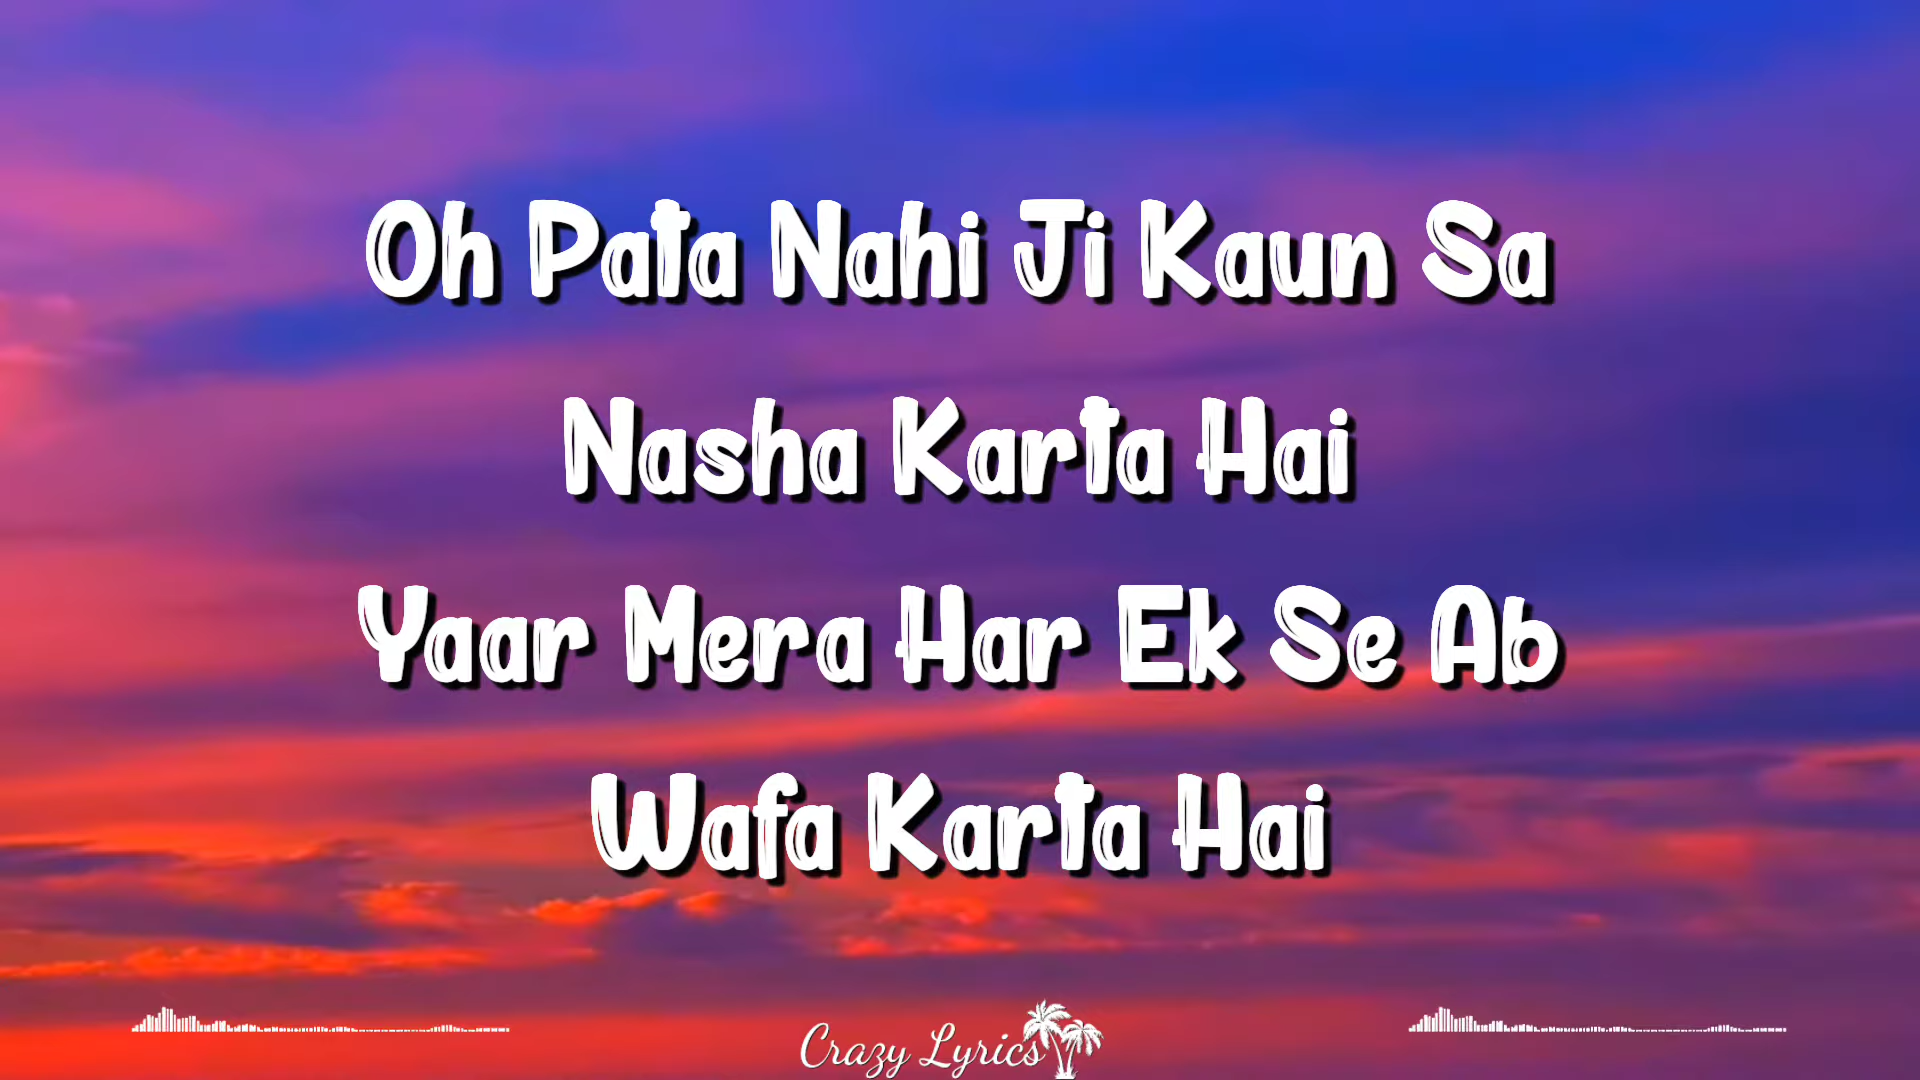 Oh Pata Nahi Ji Kaun Sa
Nasha Karta Hai
Yaar Mera Har Ek Se Ab
Wafa Karta Hai
Crazy Lyrics